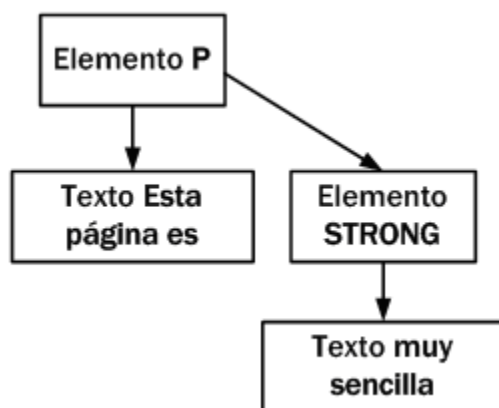 Elemento P
Texto Esta
página es
Elemento
STRONG
Texto muy
sencilla